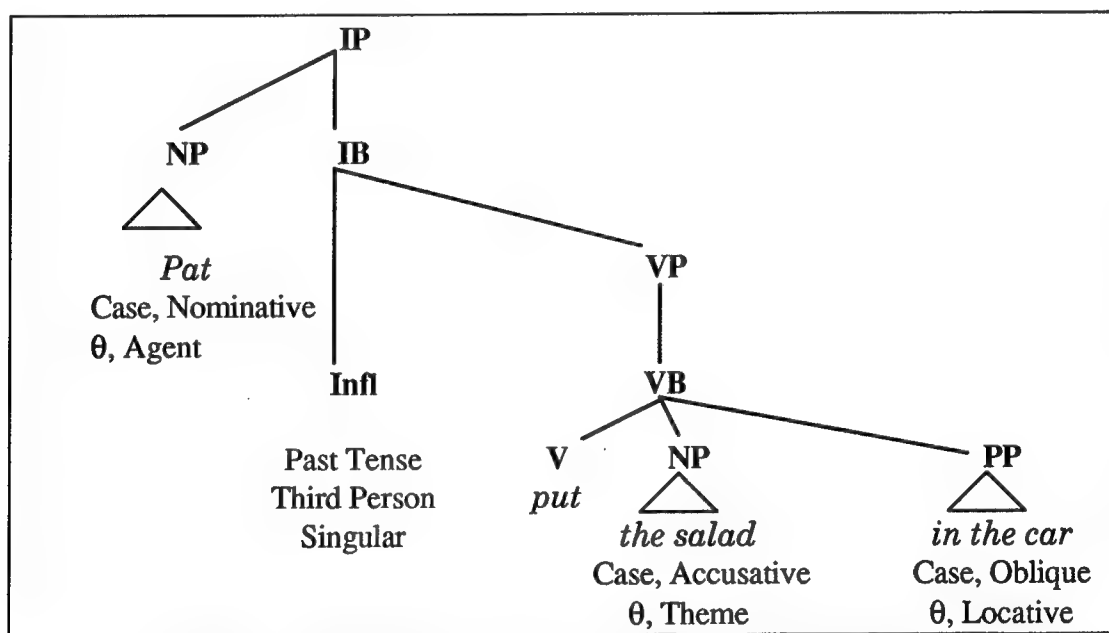 IP
NP IB
Pat VP
Case, Nominative
θ, Agent
Infl VB
Past Tense V NP PP
Third Person put
Singular the salad in the car
Case, Accusative Case, Oblique
θ, Theme θ, Locative